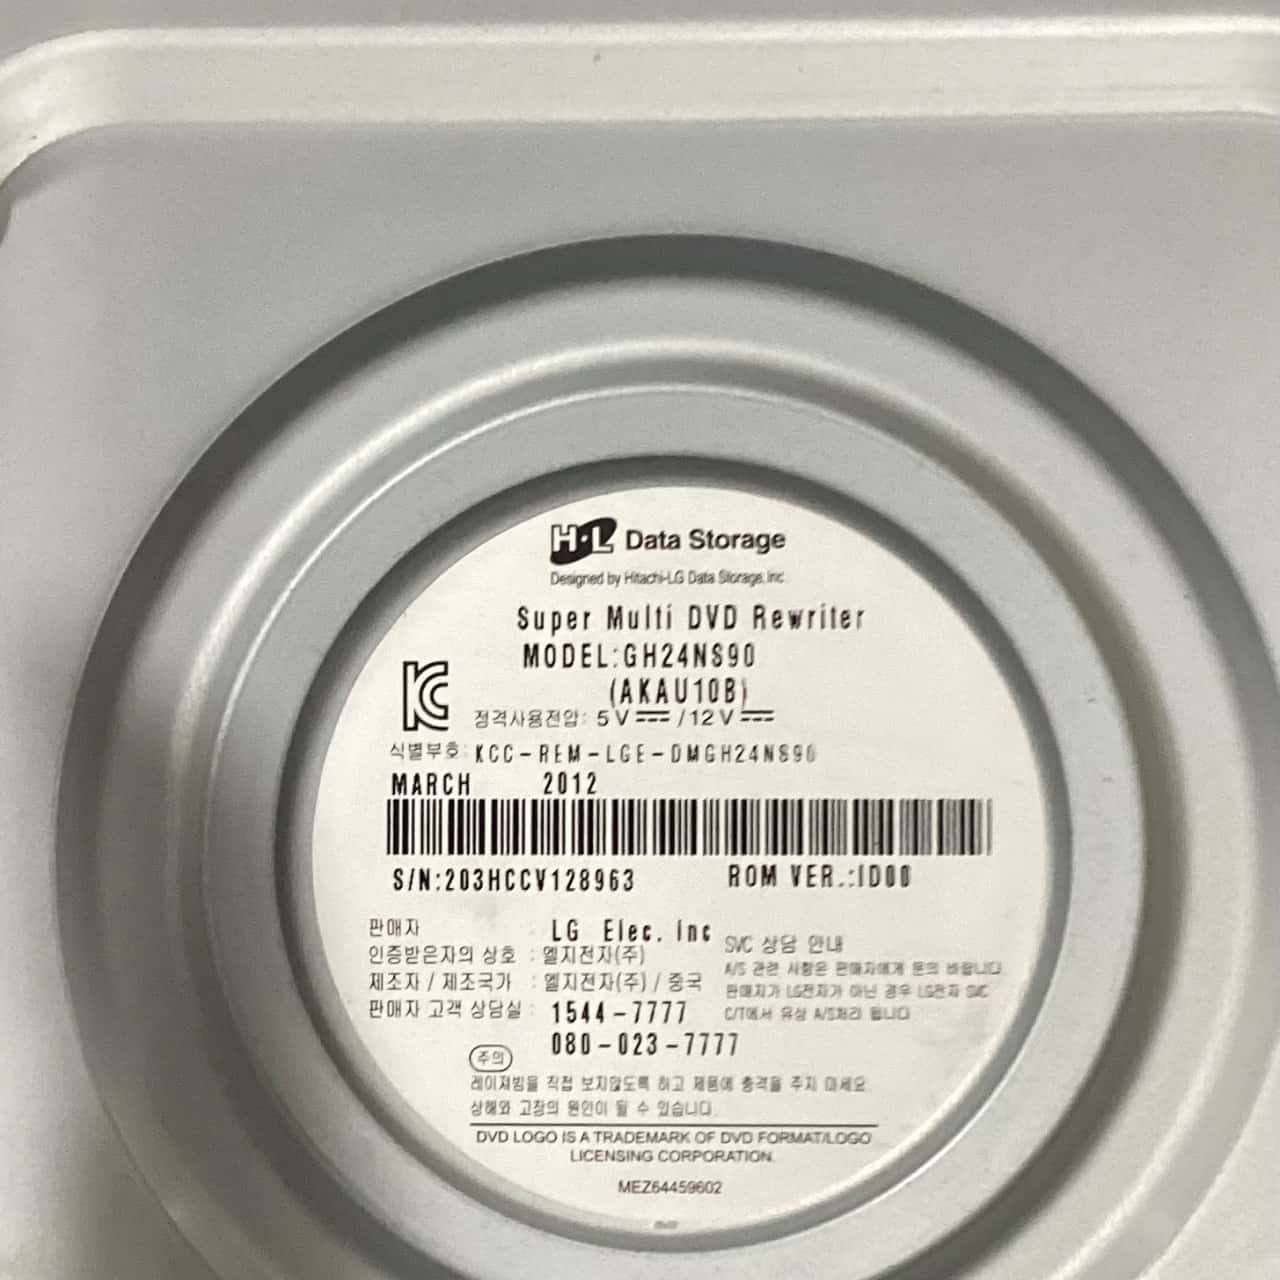 H·L Data Storage
Designed by Hitachi-LG Data Storage, Inc
Super Multi DVD Rewriter
MODEL:GH24NS90
(AKAU10B)
정격사용전압: 5V /12V
식별부호: KCC-REM-LGE-DMGH24NS90
MARCH 2012
S/N:203HCCV128963 ROM VER.:ID00
판매자 : LG Elec. inc
인증받은자의 상호 : 엘지전자(주)
제조자 / 제조국가 : 엘지전자(주) / 중국
판매자 고객 상담실 : 1544-7777
080-023-7777
SVC 상담 안내
A/S 관련 사항은 판매자에게 문의 바랍니다.
판매자가 LG전자가 아닌 경우 LG전자 SVC
C/T에서 유상 A/S처리 됩니다
주의
레이저빔을 직접 보지않도록 하고 제품에 충격을 주지 마세요.
상해와 고장의 원인이 될 수 있습니다.
DVD LOGO IS A TRADEMARK OF DVD FORMAT/LOGO
LICENSING CORPORATION.
MEZ64459602